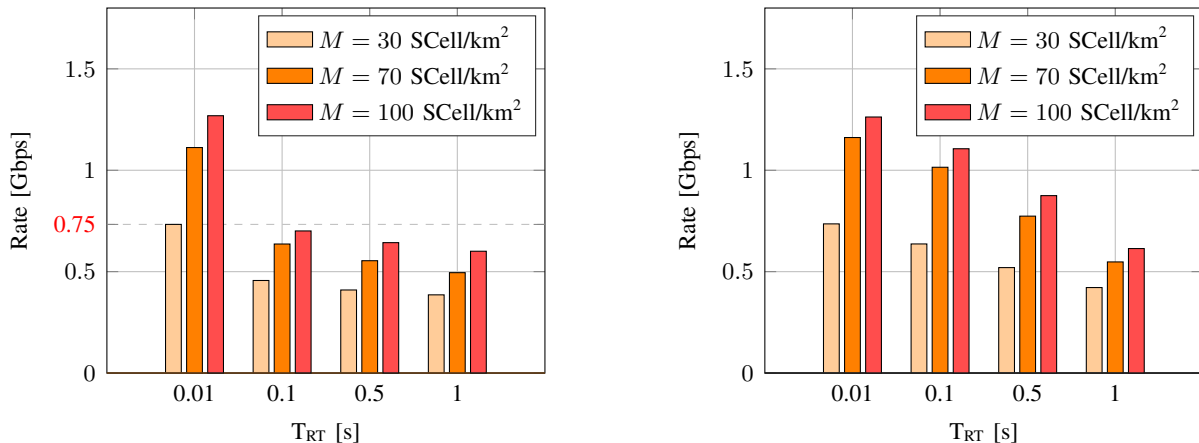 M = 30 SCell/km²
M = 70 SCell/km²
M = 100 SCell/km²
Rate [Gbps]
1.5
1
0.75
0.5
0
0.01 0.1 0.5 1
T_RT [s]
M = 30 SCell/km²
M = 70 SCell/km²
M = 100 SCell/km²
Rate [Gbps]
1.5
1
0.5
0
0.01 0.1 0.5 1
T_RT [s]